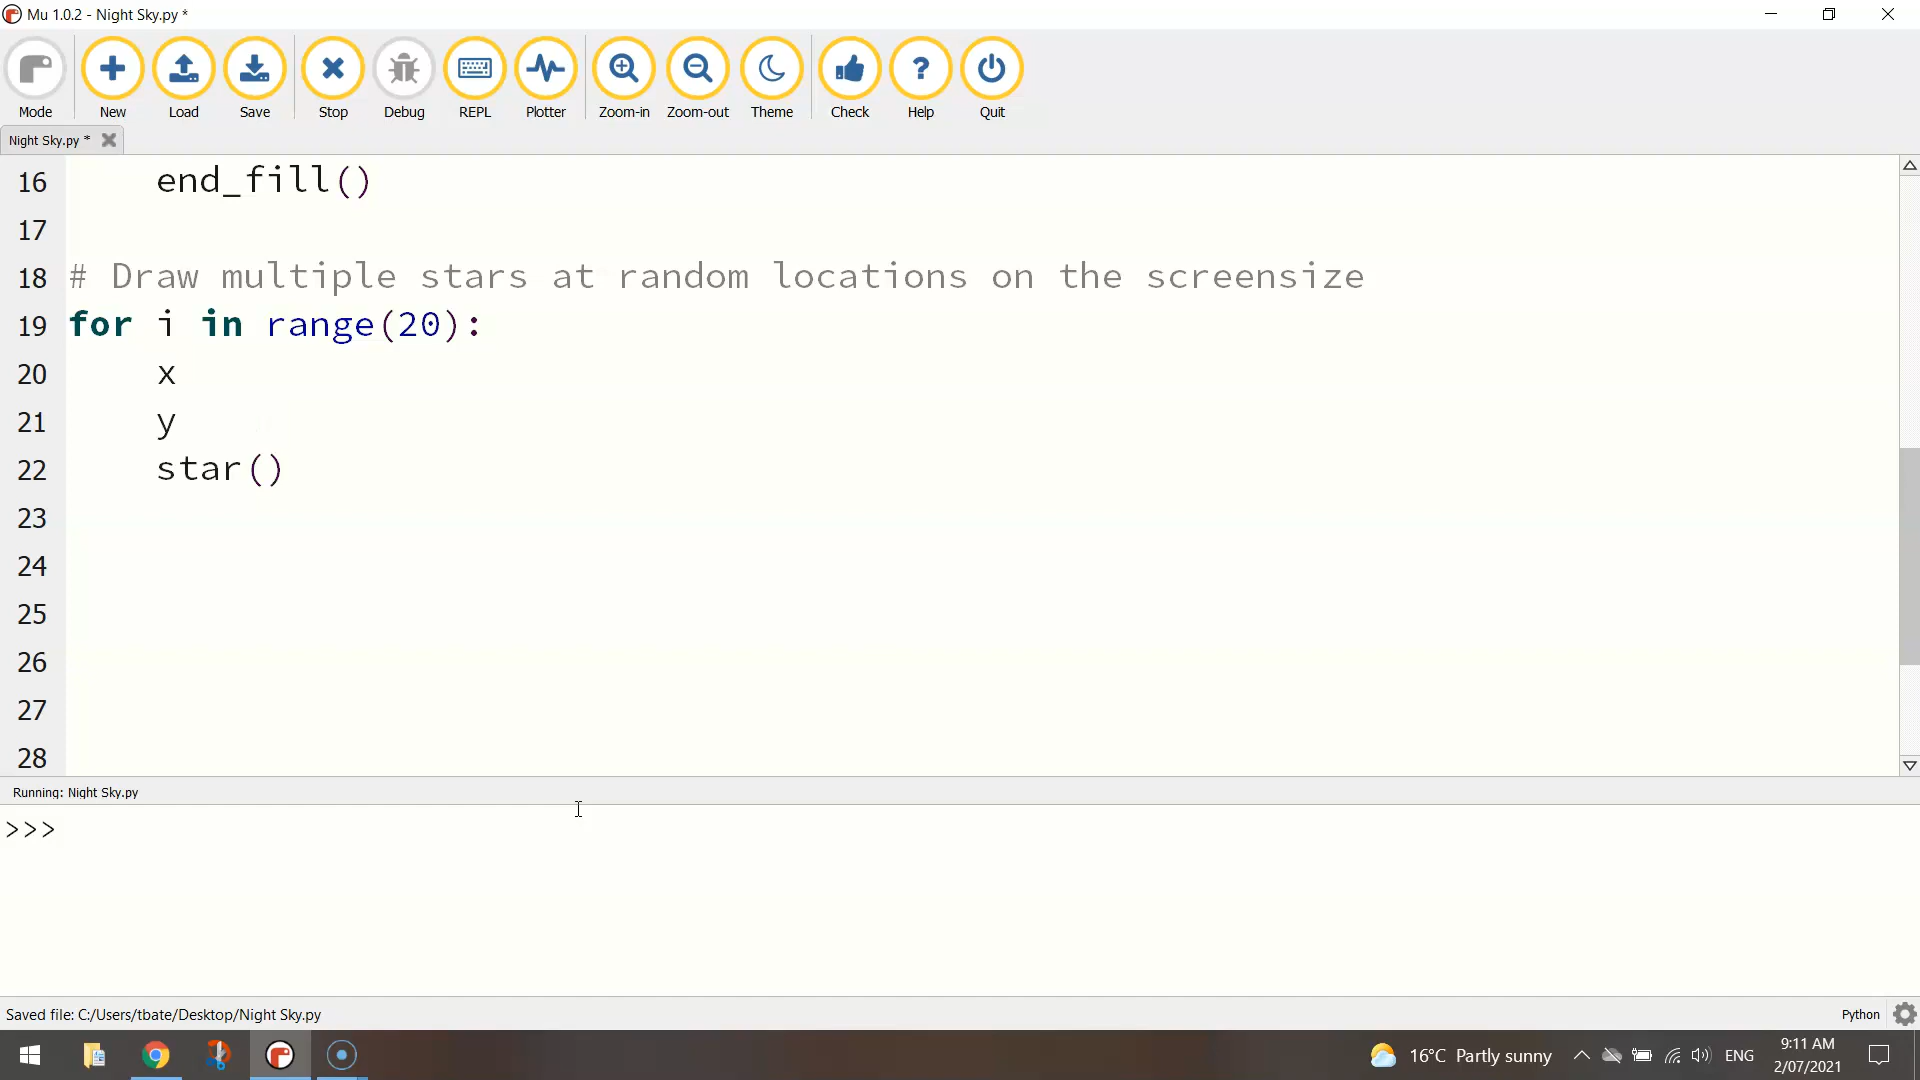 Mu 1.0.2 - Night Sky.py *
Mode New Load Save Stop Debug REPL Plotter Zoom-in Zoom-out Theme Check Help Quit
Night Sky.py *
16 end_fill()
17
18 # Draw multiple stars at random locations on the screensize
19 for i in range(20):
20 x
21 y
22 star()
23
24
25
26
27
28
Running: Night Sky.py
>>>
Saved file: C:/Users/tbate/Desktop/Night Sky.py Python
16°C Partly sunny ENG 9:11 AM
2/07/2021